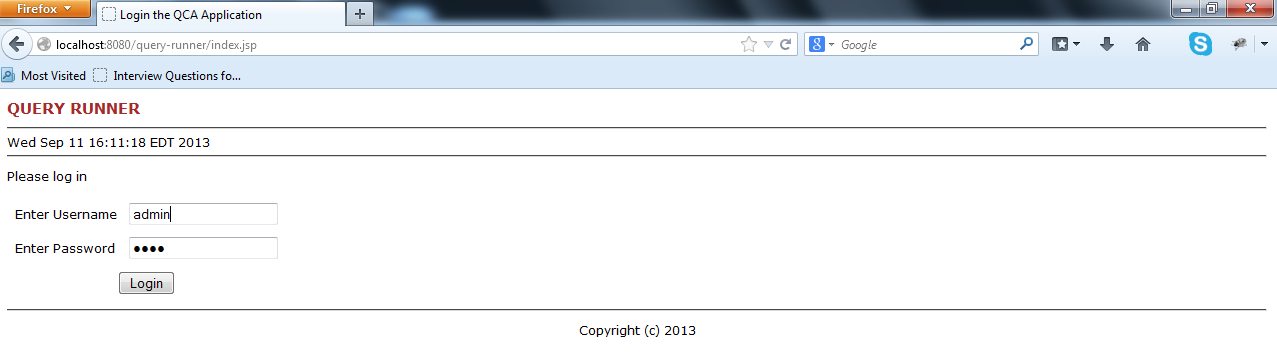 Firefox
Login the QCA Application
localhost:8080/query-runner/index.jsp
Google
Most Visited Interview Questions fo...
QUERY RUNNER
Wed Sep 11 16:11:18 EDT 2013
Please log in
Enter Username admin
Enter Password ••••
Login
Copyright (c) 2013